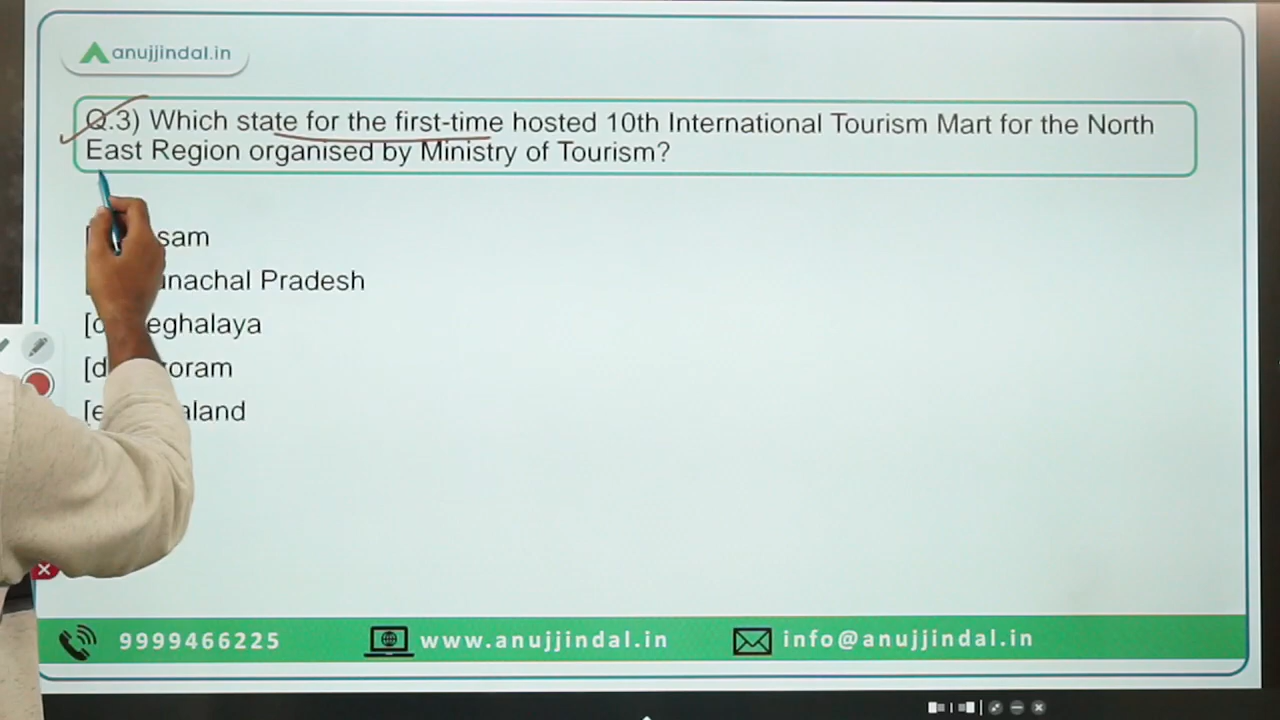 anujjindal.in
Q.3) Which state for the first-time hosted 10th International Tourism Mart for the North
East Region organised by Ministry of Tourism?
sam
nachal Pradesh
eghalaya
[d oram
[e aland
9999466225 www.anujjindal.in info@anujjindal.in